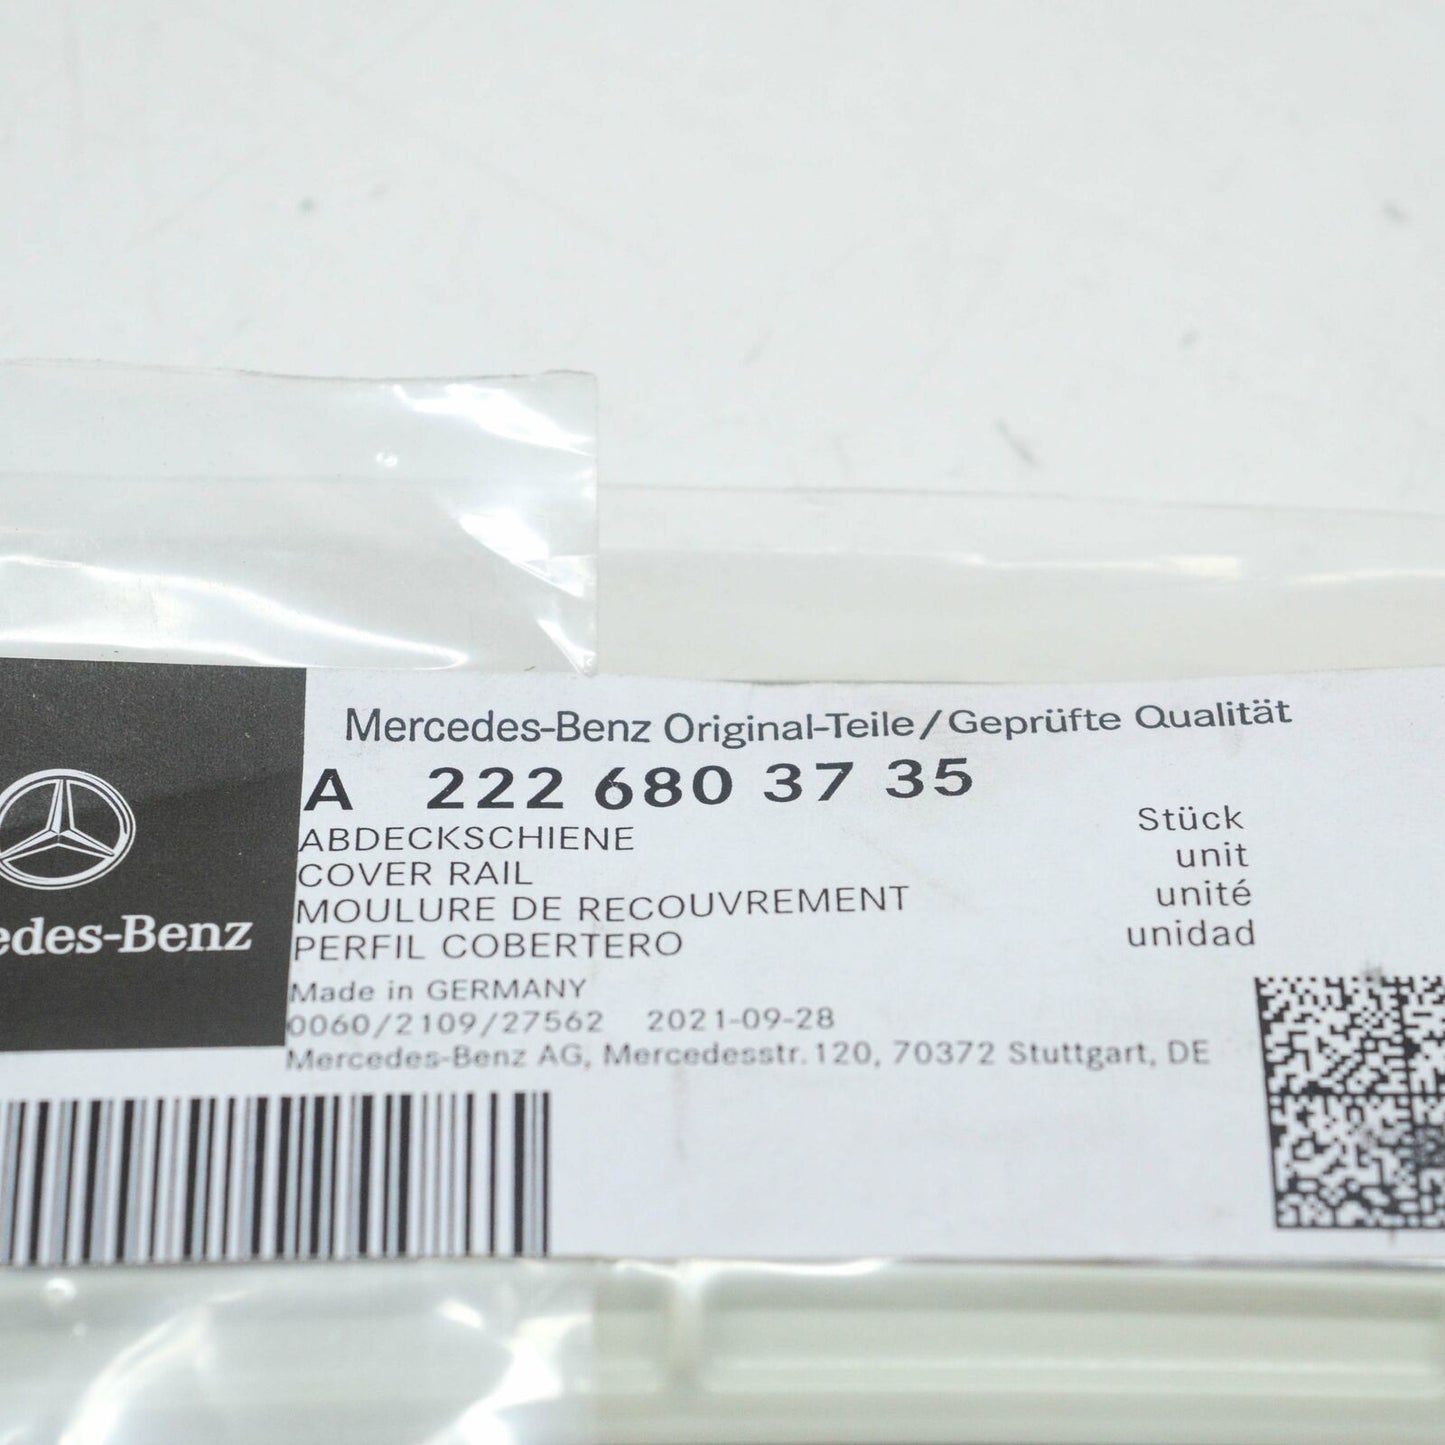 Mercedes-Benz Original-Teile/Geprüfte Qualität
A 222 680 37 35
ABDECKSCHIENE
COVER RAIL
MOULURE DE RECOUVREMENT
PERFIL COBERTERO
Stück
unit
unité
unidad
edes-Benz
Made in GERMANY
0060/2109/27562 2021-09-28
Mercedes-Benz AG, Mercedesstr. 120, 70372 Stuttgart, DE